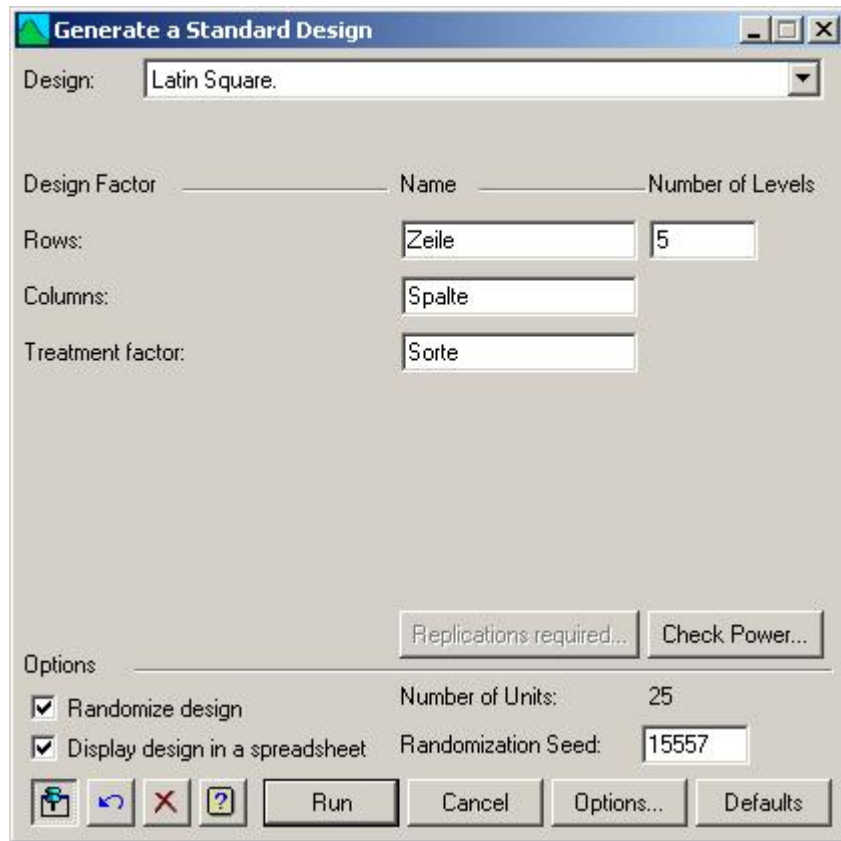 Generate a Standard Design
Design: Latin Square.
Design Factor Name Number of Levels
Rows: Zeile 5
Columns: Spalte
Treatment factor: Sorte
Replications required... Check Power...
Options
Randomize design Number of Units: 25
Display design in a spreadsheet Randomization Seed: 15557
Run Cancel Options... Defaults